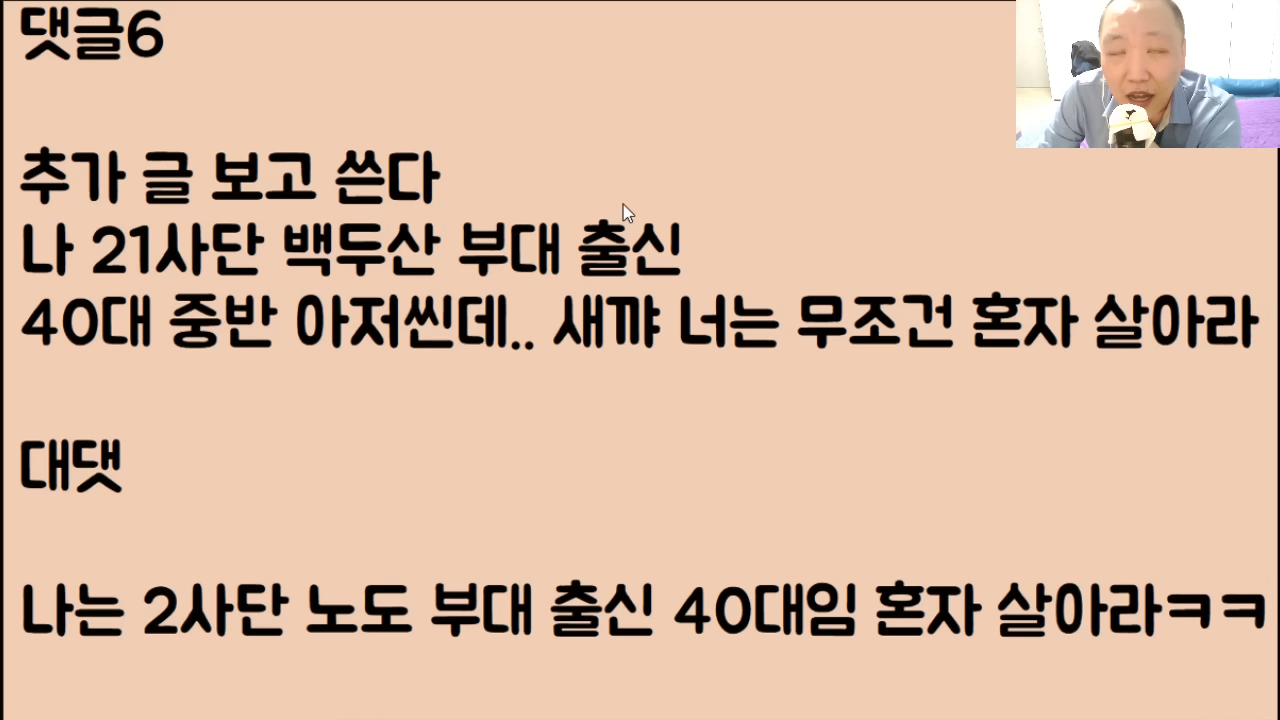 댓글6
추가 글 보고 쓴다
나 21사단 백두산 부대 출신
40대 중반 아저씬데.. 새꺄 너는 무조건 혼자 살아라
대댓
나는 2사단 노도 부대 출신 40대임 혼자 살아라ㅋㅋ